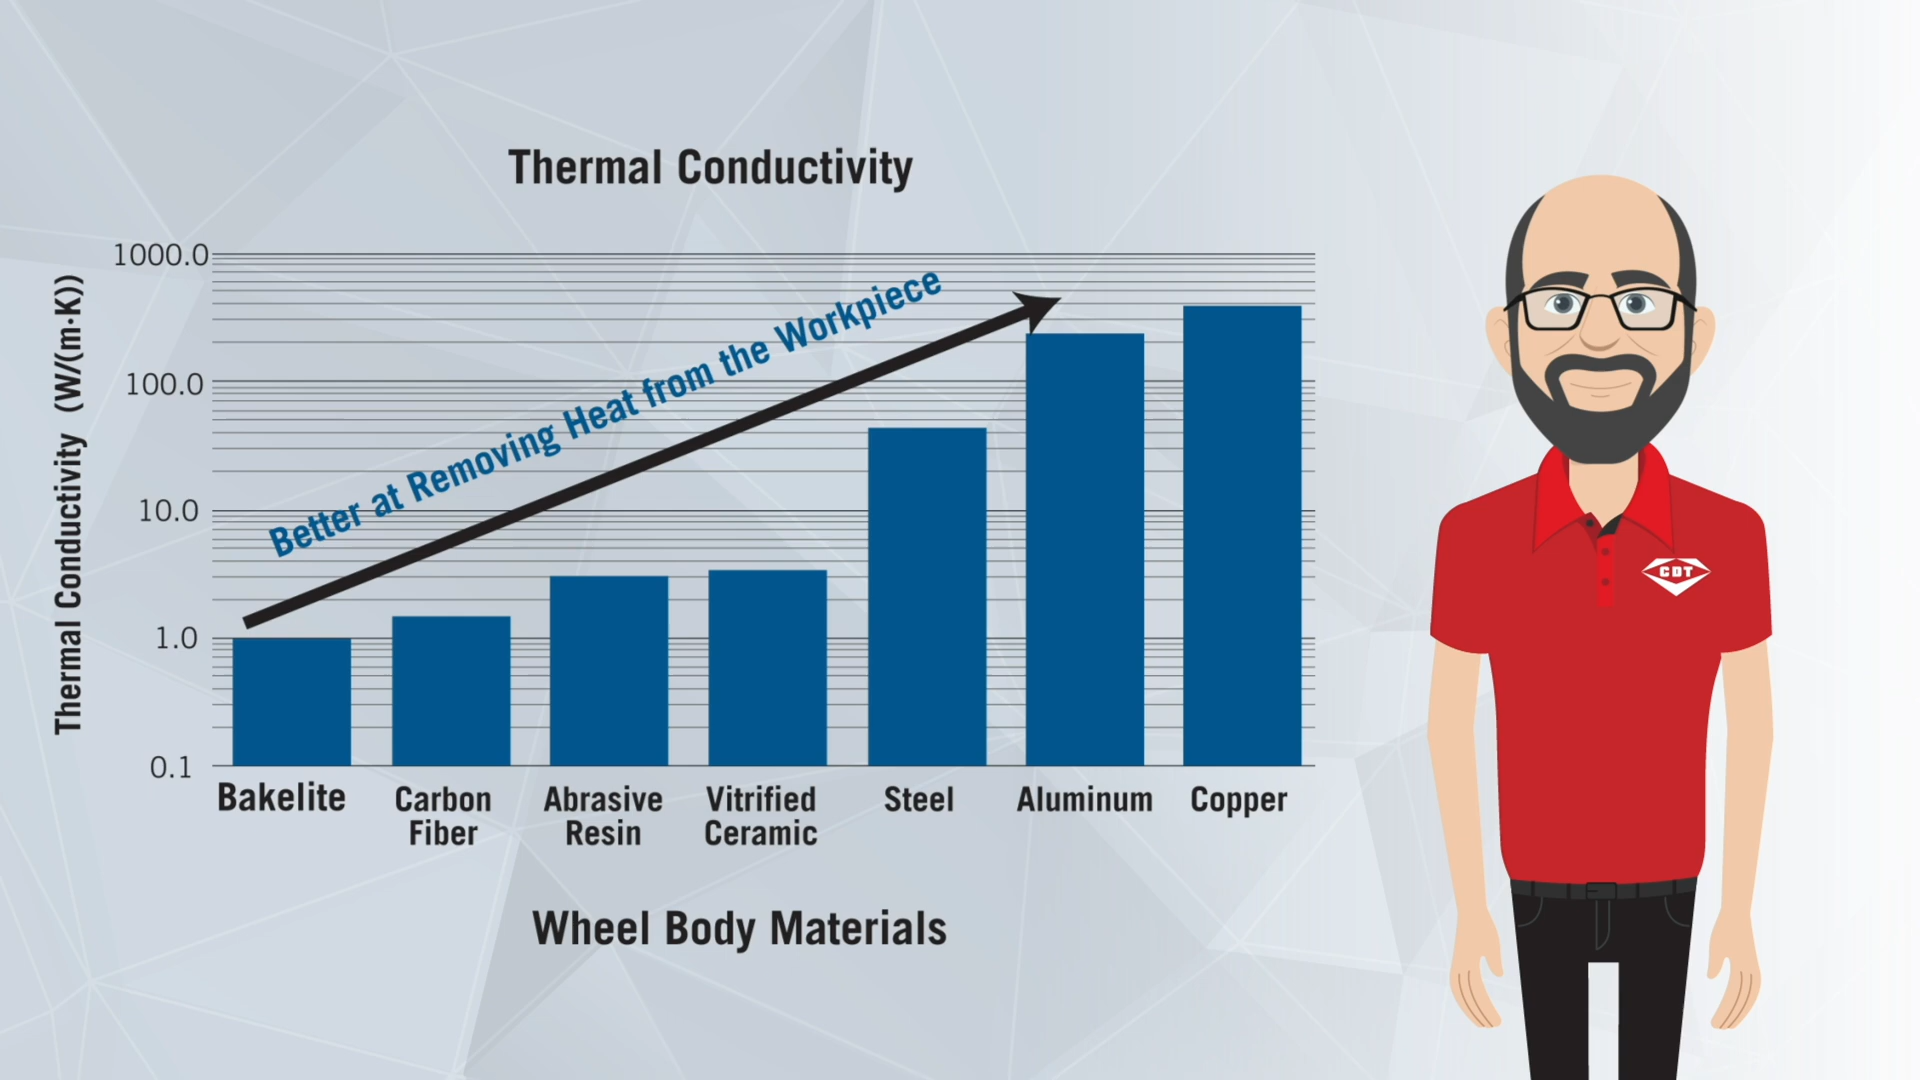 Thermal Conductivity
Thermal Conductivity (W/(m·K))
1000.0
100.0
10.0
1.0
0.1
Better at Removing Heat from the Workpiece
Bakelite
Carbon
Fiber
Abrasive
Resin
Vitrified
Ceramic
Steel
Aluminum
Copper
Wheel Body Materials
CDT